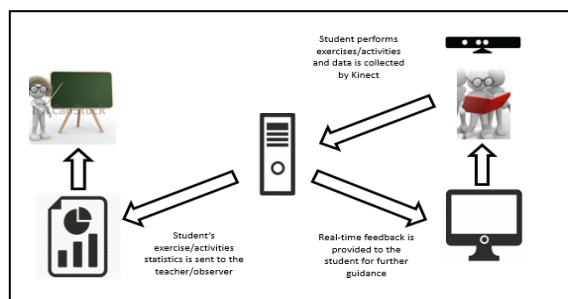 Student performs
exercises/activities
and data is collected
by Kinect
CanStock
Student's
exercise/activities
statistics is sent to the
teacher/observer
Real-time feedback is
provided to the
student for further
guidance